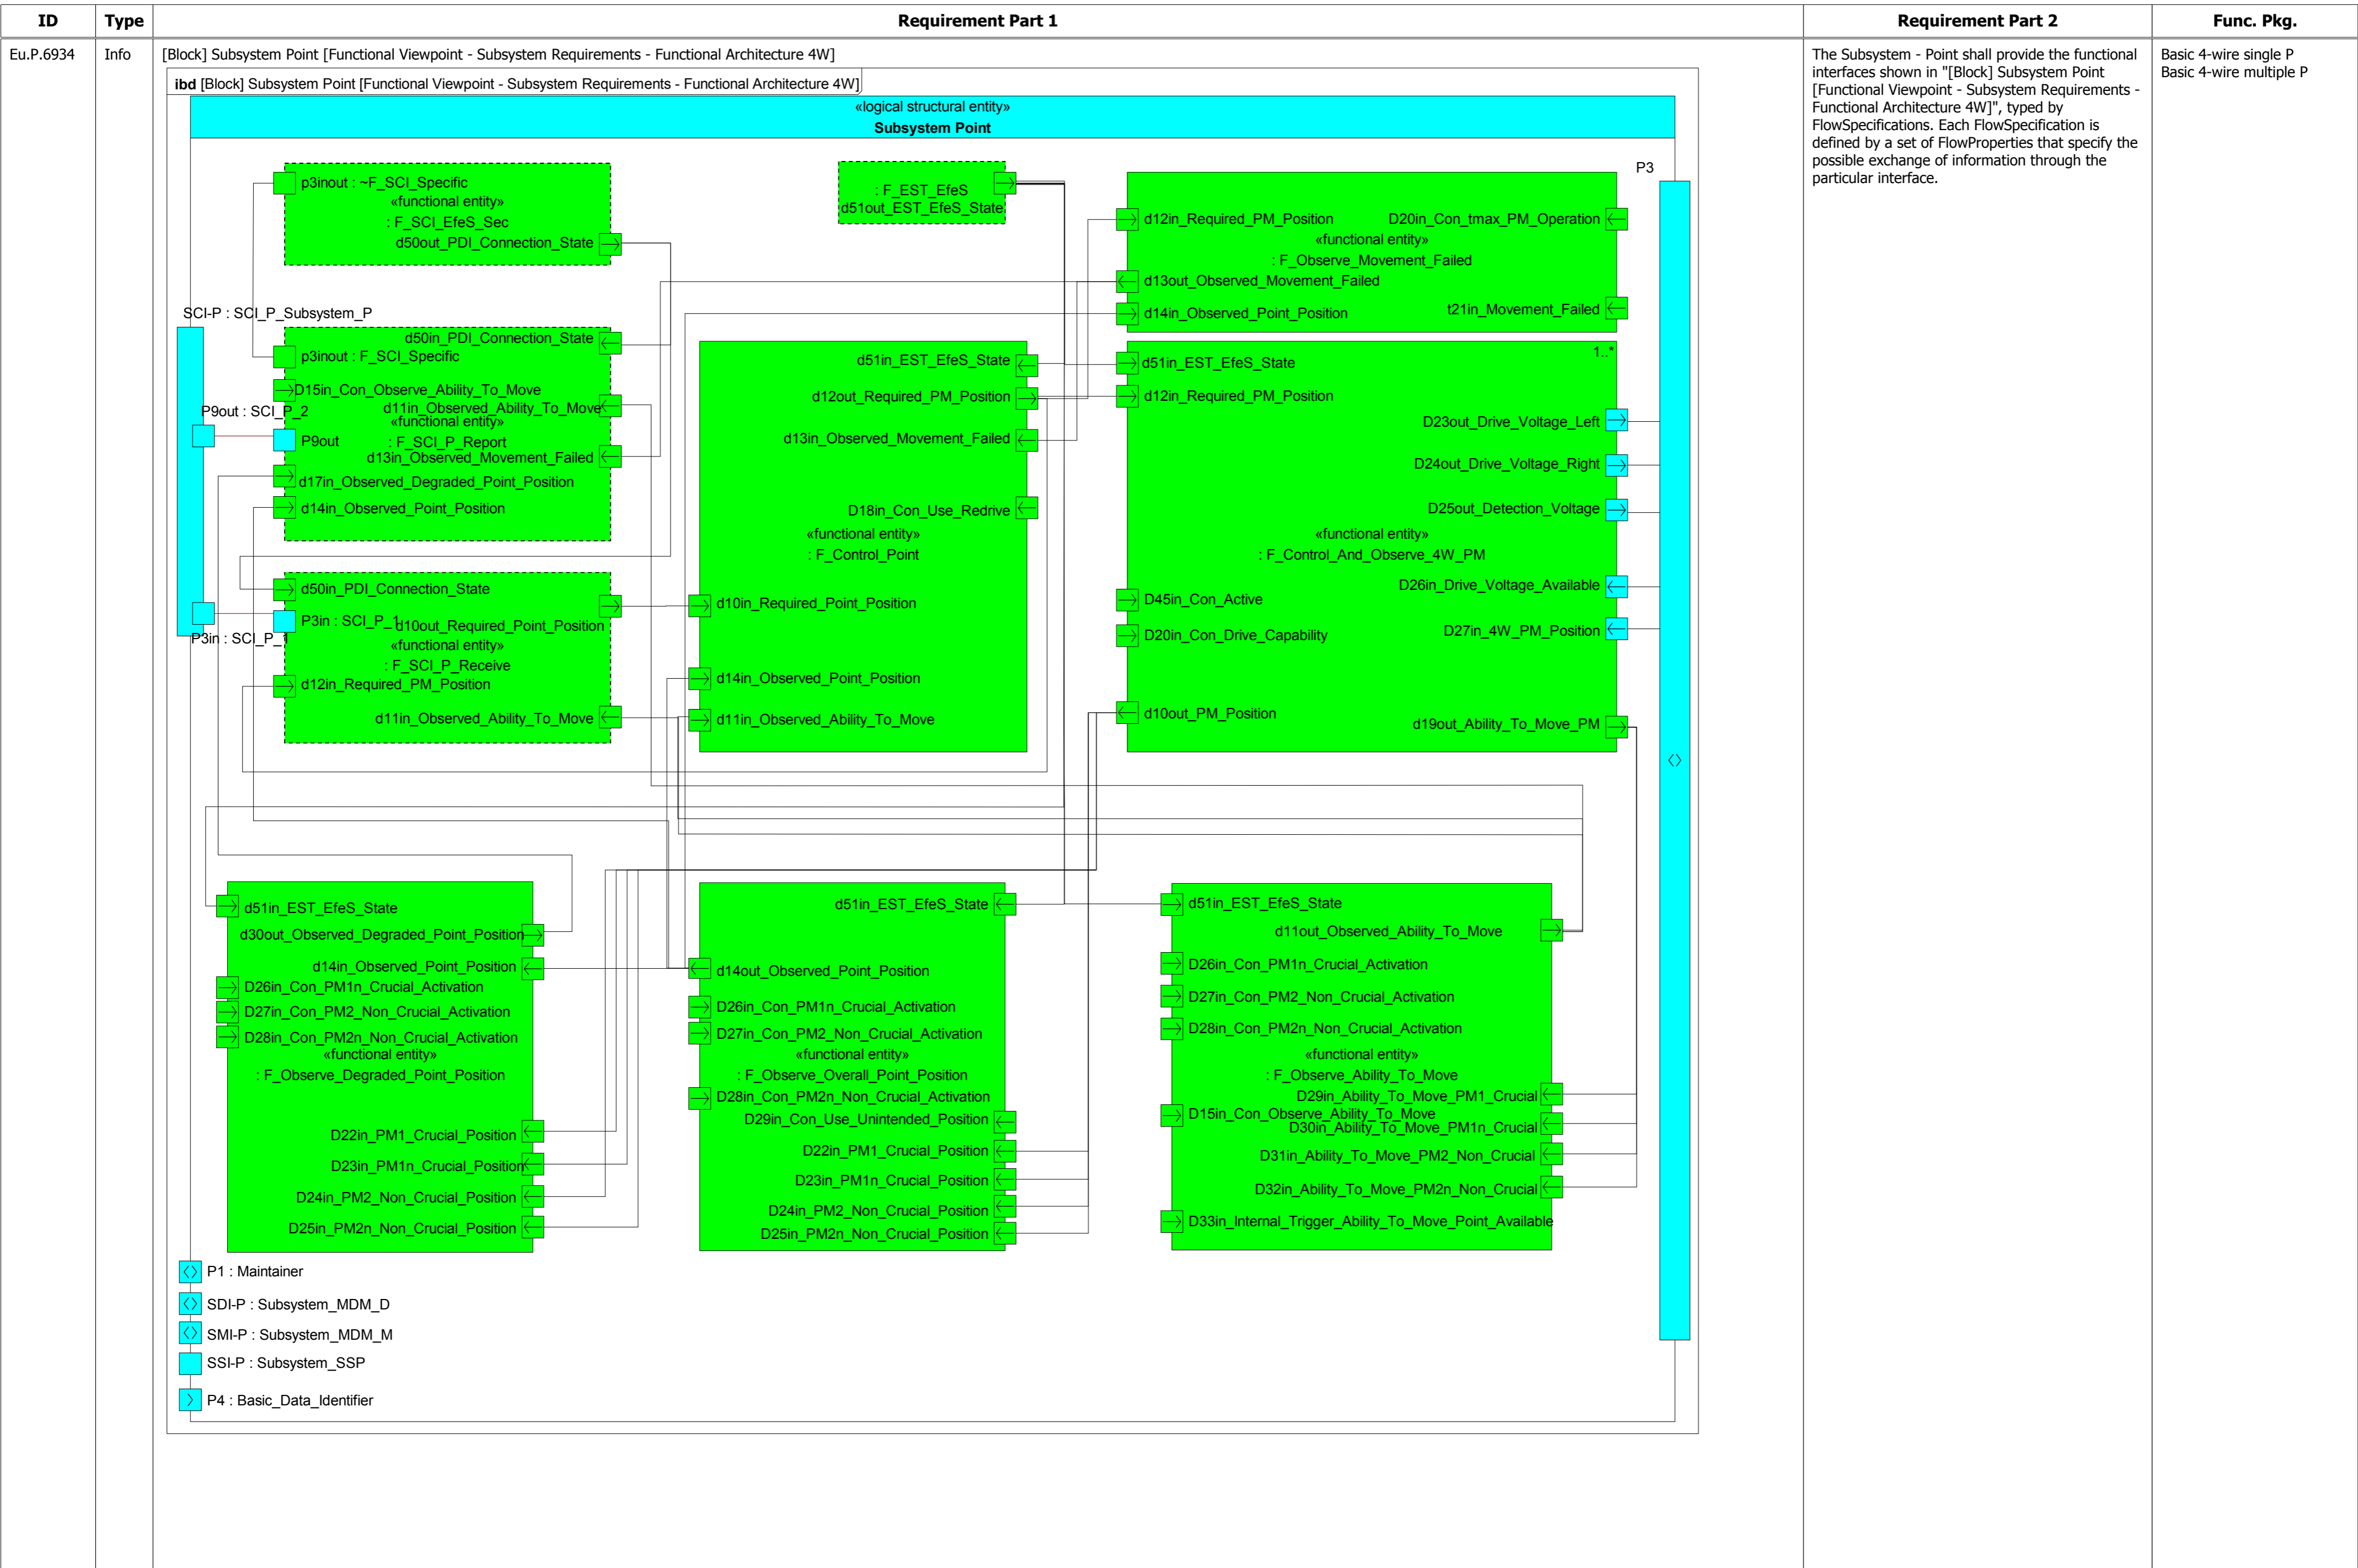 ID
Type
Requirement Part 1
Requirement Part 2
Func. Pkg.
Eu.P.6934
Info
[Block] Subsystem Point [Functional Viewpoint - Subsystem Requirements - Functional Architecture 4W]
ibd [Block] Subsystem Point [Functional Viewpoint - Subsystem Requirements - Functional Architecture 4W]
«logical structural entity»
Subsystem Point
p3inout : ~F_SCI_Specific
«functional entity»
: F_SCI_EfeS_Sec
d50out_PDI_Connection_State
: F_EST_EfeS
d51out_EST_EfeS_State
P3
d12in_Required_PM_Position
D20in_Con_tmax_PM_Operation
«functional entity»
: F_Observe_Movement_Failed
d13out_Observed_Movement_Failed
d14in_Observed_Point_Position
t21in_Movement_Failed
SCI-P : SCI_P_Subsystem_P
d50in_PDI_Connection_State
p3inout : F_SCI_Specific
D15in_Con_Observe_Ability_To_Move
P9out : SCI_P_2
d11in_Observed_Ability_To_Move
«functional entity»
P9out
: F_SCI_P_Report
d13in_Observed_Movement_Failed
d17in_Observed_Degraded_Point_Position
d14in_Observed_Point_Position
d50in_PDI_Connection_State
P3in : SCI_P_1
d10out_Required_Point_Position
P3in : SCI_P_1
«functional entity»
: F_SCI_P_Receive
d12in_Required_PM_Position
d11in_Observed_Ability_To_Move
d51in_EST_EfeS_State
d12out_Required_PM_Position
d13in_Observed_Movement_Failed
D18in_Con_Use_Redrive
«functional entity»
: F_Control_Point
d10in_Required_Point_Position
d14in_Observed_Point_Position
d11in_Observed_Ability_To_Move
1..*
d51in_EST_EfeS_State
d12in_Required_PM_Position
D23out_Drive_Voltage_Left
D24out_Drive_Voltage_Right
D25out_Detection_Voltage
«functional entity»
: F_Control_And_Observe_4W_PM
D26in_Drive_Voltage_Available
D45in_Con_Active
D27in_4W_PM_Position
D20in_Con_Drive_Capability
d10out_PM_Position
d19out_Ability_To_Move_PM
d51in_EST_EfeS_State
d30out_Observed_Degraded_Point_Position
d14in_Observed_Point_Position
D26in_Con_PM1n_Crucial_Activation
D27in_Con_PM2_Non_Crucial_Activation
D28in_Con_PM2n_Non_Crucial_Activation
«functional entity»
: F_Observe_Degraded_Point_Position
D22in_PM1_Crucial_Position
D23in_PM1n_Crucial_Position
D24in_PM2_Non_Crucial_Position
D25in_PM2n_Non_Crucial_Position
d51in_EST_EfeS_State
d14out_Observed_Point_Position
D26in_Con_PM1n_Crucial_Activation
D27in_Con_PM2_Non_Crucial_Activation
«functional entity»
: F_Observe_Overall_Point_Position
D28in_Con_PM2n_Non_Crucial_Activation
D29in_Con_Use_Unintended_Position
D22in_PM1_Crucial_Position
D23in_PM1n_Crucial_Position
D24in_PM2_Non_Crucial_Position
D25in_PM2n_Non_Crucial_Position
d51in_EST_EfeS_State
d11out_Observed_Ability_To_Move
D26in_Con_PM1n_Crucial_Activation
D27in_Con_PM2_Non_Crucial_Activation
D28in_Con_PM2n_Non_Crucial_Activation
«functional entity»
: F_Observe_Ability_To_Move
D29in_Ability_To_Move_PM1_Crucial
D15in_Con_Observe_Ability_To_Move
D30in_Ability_To_Move_PM1n_Crucial
D31in_Ability_To_Move_PM2_Non_Crucial
D32in_Ability_To_Move_PM2n_Non_Crucial
D33in_Internal_Trigger_Ability_To_Move_Point_Available
P1 : Maintainer
SDI-P : Subsystem_MDM_D
SMI-P : Subsystem_MDM_M
SSI-P : Subsystem_SSP
P4 : Basic_Data_Identifier
The Subsystem - Point shall provide the functional
interfaces shown in "[Block] Subsystem Point
[Functional Viewpoint - Subsystem Requirements -
Functional Architecture 4W]", typed by
FlowSpecifications. Each FlowSpecification is
defined by a set of FlowProperties that specify the
possible exchange of information through the
particular interface.
Basic 4-wire single P
Basic 4-wire multiple P